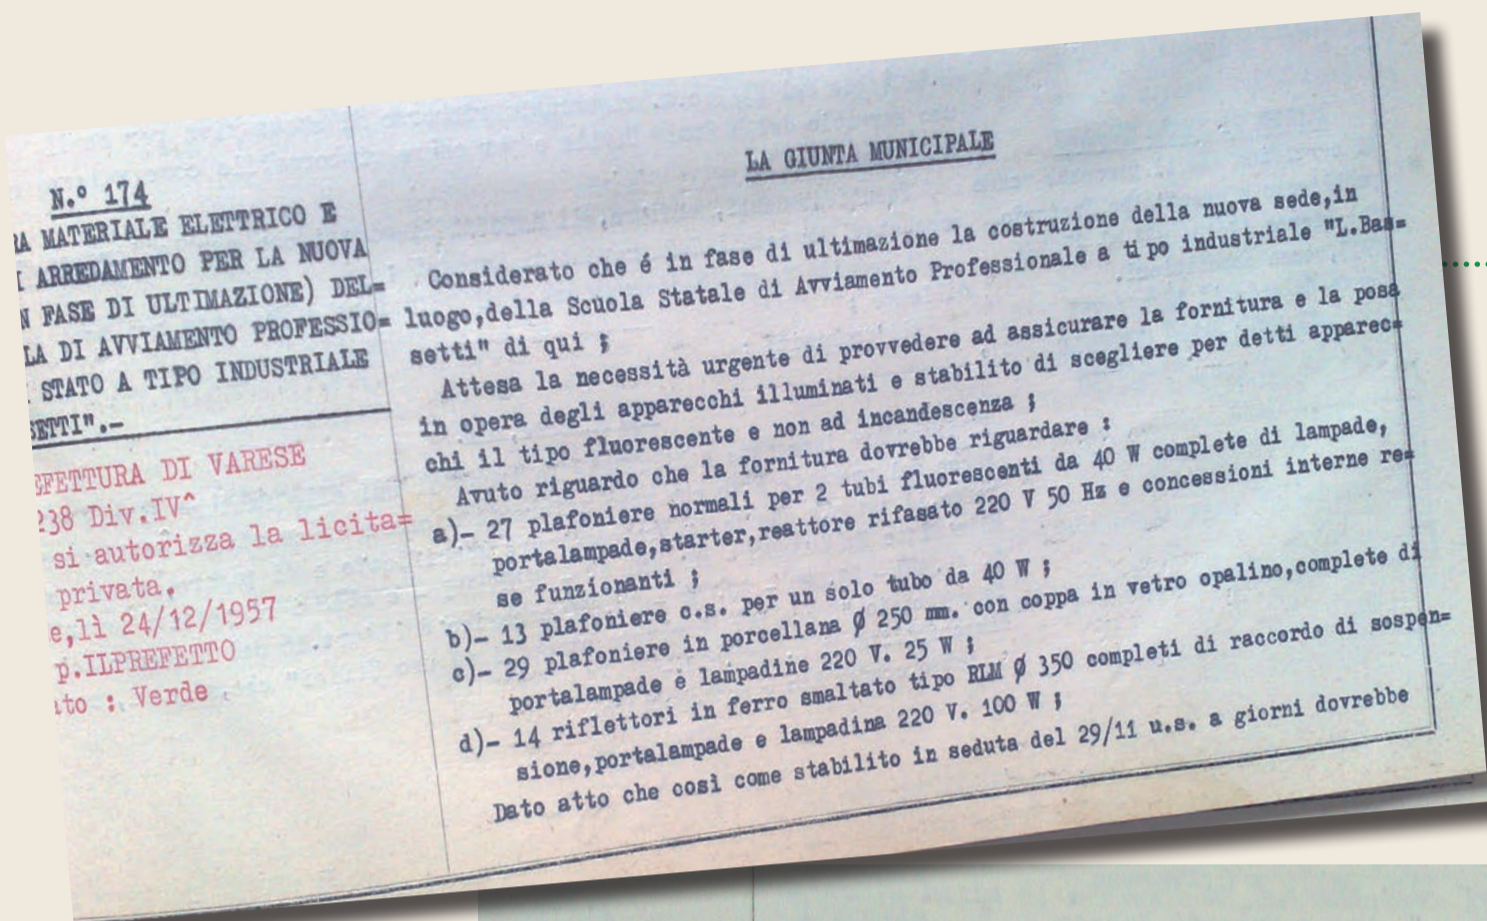 N.º 174
RA MATERIALE ELETTRICO E
I ARREDAMENTO PER LA NUOVA
N FASE DI ULTIMAZIONE) DEL=
LA DI AVVIAMENTO PROFESSIO=
STATO A TIPO INDUSTRIALE
SETTI".-
EFETTURA DI VARESE
238 Div.IV^
si autorizza la licita=
privata.
e,lì 24/12/1957
p.ILPREFETTO
ato : Verde
LA GIUNTA MUNICIPALE
Considerato che é in fase di ultimazione la costruzione della nuova sede,in
luogo,della Scuola Statale di Avviamento Professionale a tipo industriale "L.Bas=
setti" di qui ;
Attesa la necessità urgente di provvedere ad assicurare la fornitura e la posa
in opera degli apparecchi illuminati e stabilito di scegliere per detti apparec=
chi il tipo fluorescente e non ad incandescenza ;
Avuto riguardo che la fornitura dovrebbe riguardare :
a)- 27 plafoniere normali per 2 tubi fluorescenti da 40 W complete di lampade,
portalampade,starter,reattore rifasato 220 V 50 Hz e concessioni interne re=
se funzionanti ;
b)- 13 plafoniere c.s. per un solo tubo da 40 W ;
c)- 29 plafoniere in porcellana Ø 250 mm. con coppa in vetro opalino,complete di
portalampade e lampadine 220 V. 25 W ;
d)- 14 riflettori in ferro smaltato tipo RLM Ø 350 completi di raccordo di sospen=
sione,portalampade e lampadina 220 V. 100 W ;
Dato atto che così come stabilito in seduta del 29/11 u.s. a giorni dovrebbe